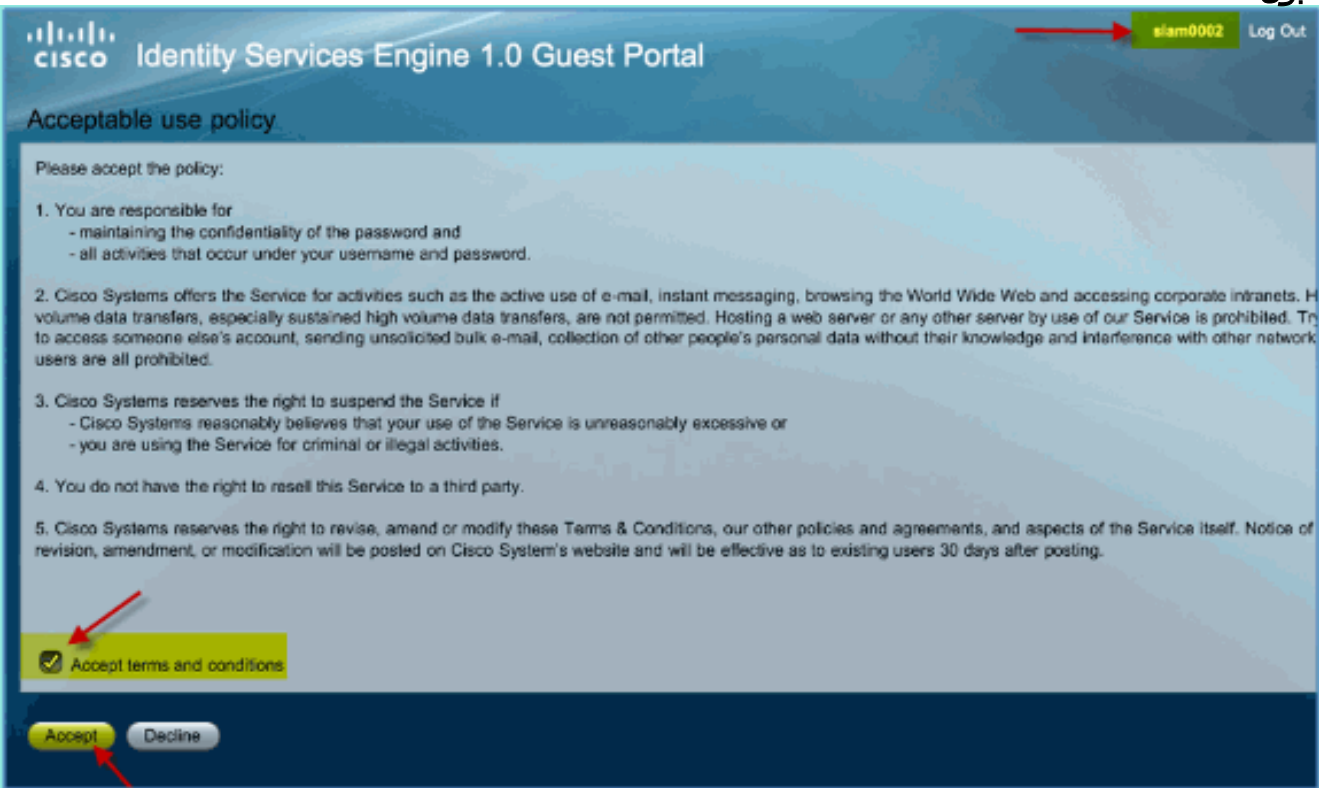 slam0002 Log Out
cisco Identity Services Engine 1.0 Guest Portal
Acceptable use policy
Please accept the policy:
1. You are responsible for
- maintaining the confidentiality of the password and
- all activities that occur under your username and password.
2. Cisco Systems offers the Service for activities such as the active use of e-mail, instant messaging, browsing the World Wide Web and accessing corporate intranets. H
volume data transfers, especially sustained high volume data transfers, are not permitted. Hosting a web server or any other server by use of our Service is prohibited. Try
to access someone else's account, sending unsolicited bulk e-mail, collection of other people's personal data without their knowledge and interference with other network
users are all prohibited.
3. Cisco Systems reserves the right to suspend the Service if
- Cisco Systems reasonably believes that your use of the Service is unreasonably excessive or
- you are using the Service for criminal or illegal activities.
4. You do not have the right to resell this Service to a third party.
5. Cisco Systems reserves the right to revise, amend or modify these Terms & Conditions, our other policies and agreements, and aspects of the Service itself. Notice of
revision, amendment, or modification will be posted on Cisco System's website and will be effective as to existing users 30 days after posting.
Accept terms and conditions
Accept Decline